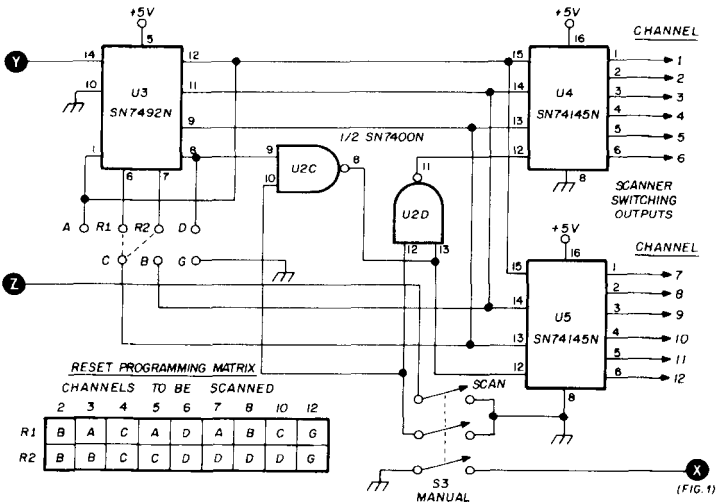 +5V
5
14
12
Y
10
U3
SN7492N
11
9
1
8
6
7
A
R1
R2
D
C
B
G
Z
1/2 SN7400N
9
10
U2C
8
11
U2D
12
13
+5V
16
CHANNEL
15
14
13
12
U4
SN74145N
8
1
2
3
4
5
6
1
2
3
4
5
6
SCANNER
SWITCHING
OUTPUTS
+5V
16
CHANNEL
15
14
13
12
U5
SN74145N
8
1
2
3
4
5
6
7
8
9
10
11
12
RESET PROGRAMMING MATRIX
CHANNELS TO BE SCANNED
2 3 4 5 6 7 8 10 12
R1 B A C A D A B C G
R2 B B C C D D D D G
SCAN
S3
MANUAL
X
(FIG. 1)